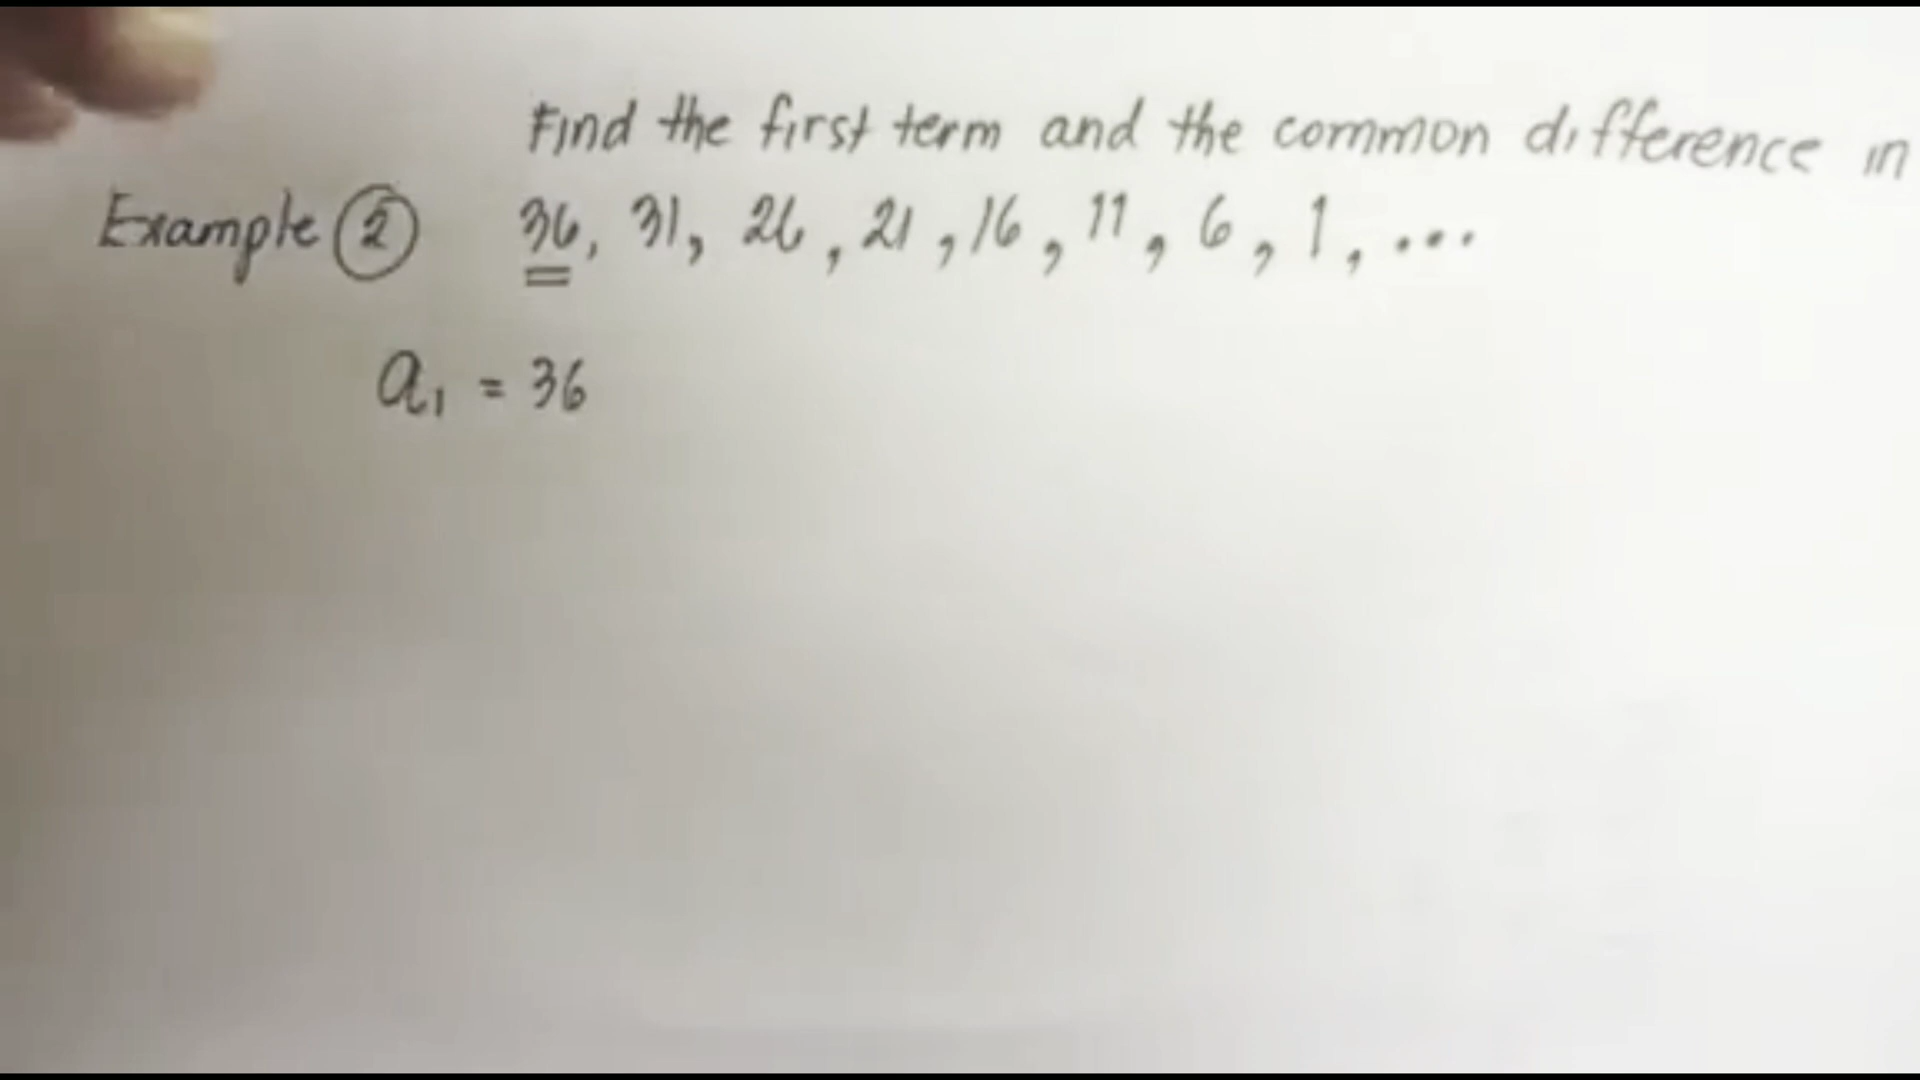 Find the first term and the common difference in
Example ② 36, 31, 26, 21, 16, 11, 6, 1, ...
a₁ = 36